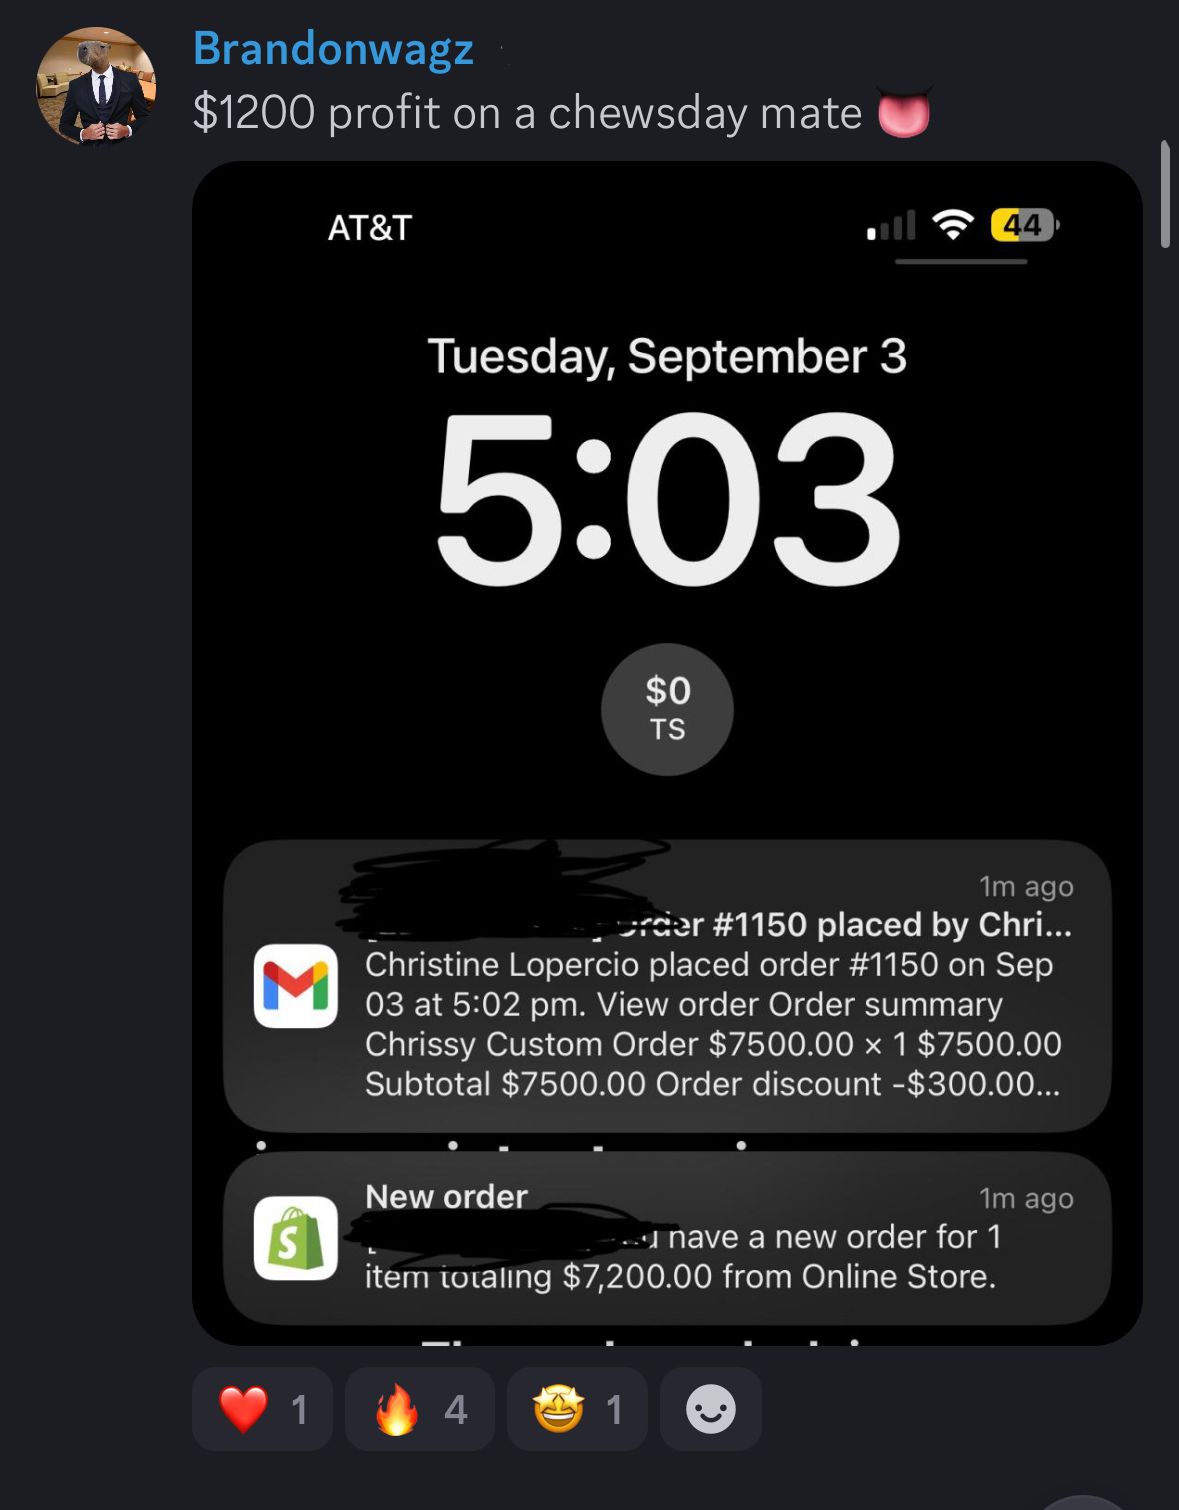 Brandonwagz
$1200 profit on a chewsday mate 👅
AT&T
44
Tuesday, September 3
5:03
$0
TS
1m ago
Order #1150 placed by Chri...
Christine Lopercio placed order #1150 on Sep
03 at 5:02 pm. View order Order summary
Chrissy Custom Order $7500.00 × 1 $7500.00
Subtotal $7500.00 Order discount -$300.00...
New order
1m ago
have a new order for 1
item totaling $7,200.00 from Online Store.
❤️ 1
🔥 4
🤩 1